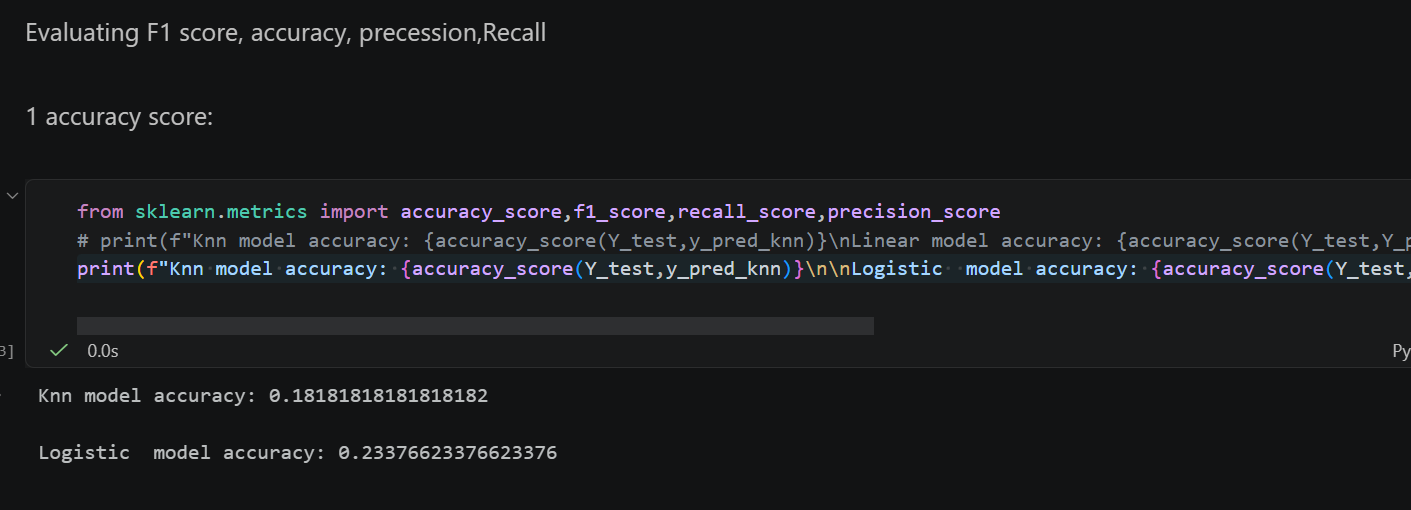 Evaluating F1 score, accuracy, precession,Recall
1 accuracy score:
from sklearn.metrics import accuracy_score,f1_score,recall_score,precision_score
# print(f"Knn model accuracy: {accuracy_score(Y_test,y_pred_knn)}\nLinear model accuracy: {accuracy_score(Y_test,Y_p
print(f"Knn model accuracy: {accuracy_score(Y_test,y_pred_knn)}\n\nLogistic  model accuracy: {accuracy_score(Y_test,
3] 0.0s Py
Knn model accuracy: 0.18181818181818182
Logistic  model accuracy: 0.23376623376623376